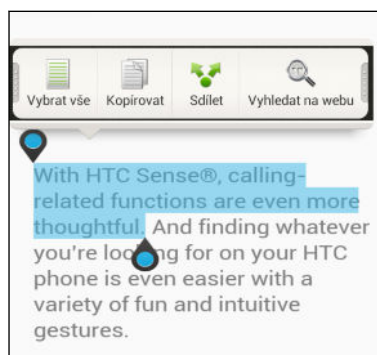 Vybrat vše
Kopírovat
Sdílet
Vyhledat na webu
With HTC Sense®, calling-
related functions are even more
thoughtful. And finding whatever
you're looking for on your HTC
phone is even easier with a
variety of fun and intuitive
gestures.